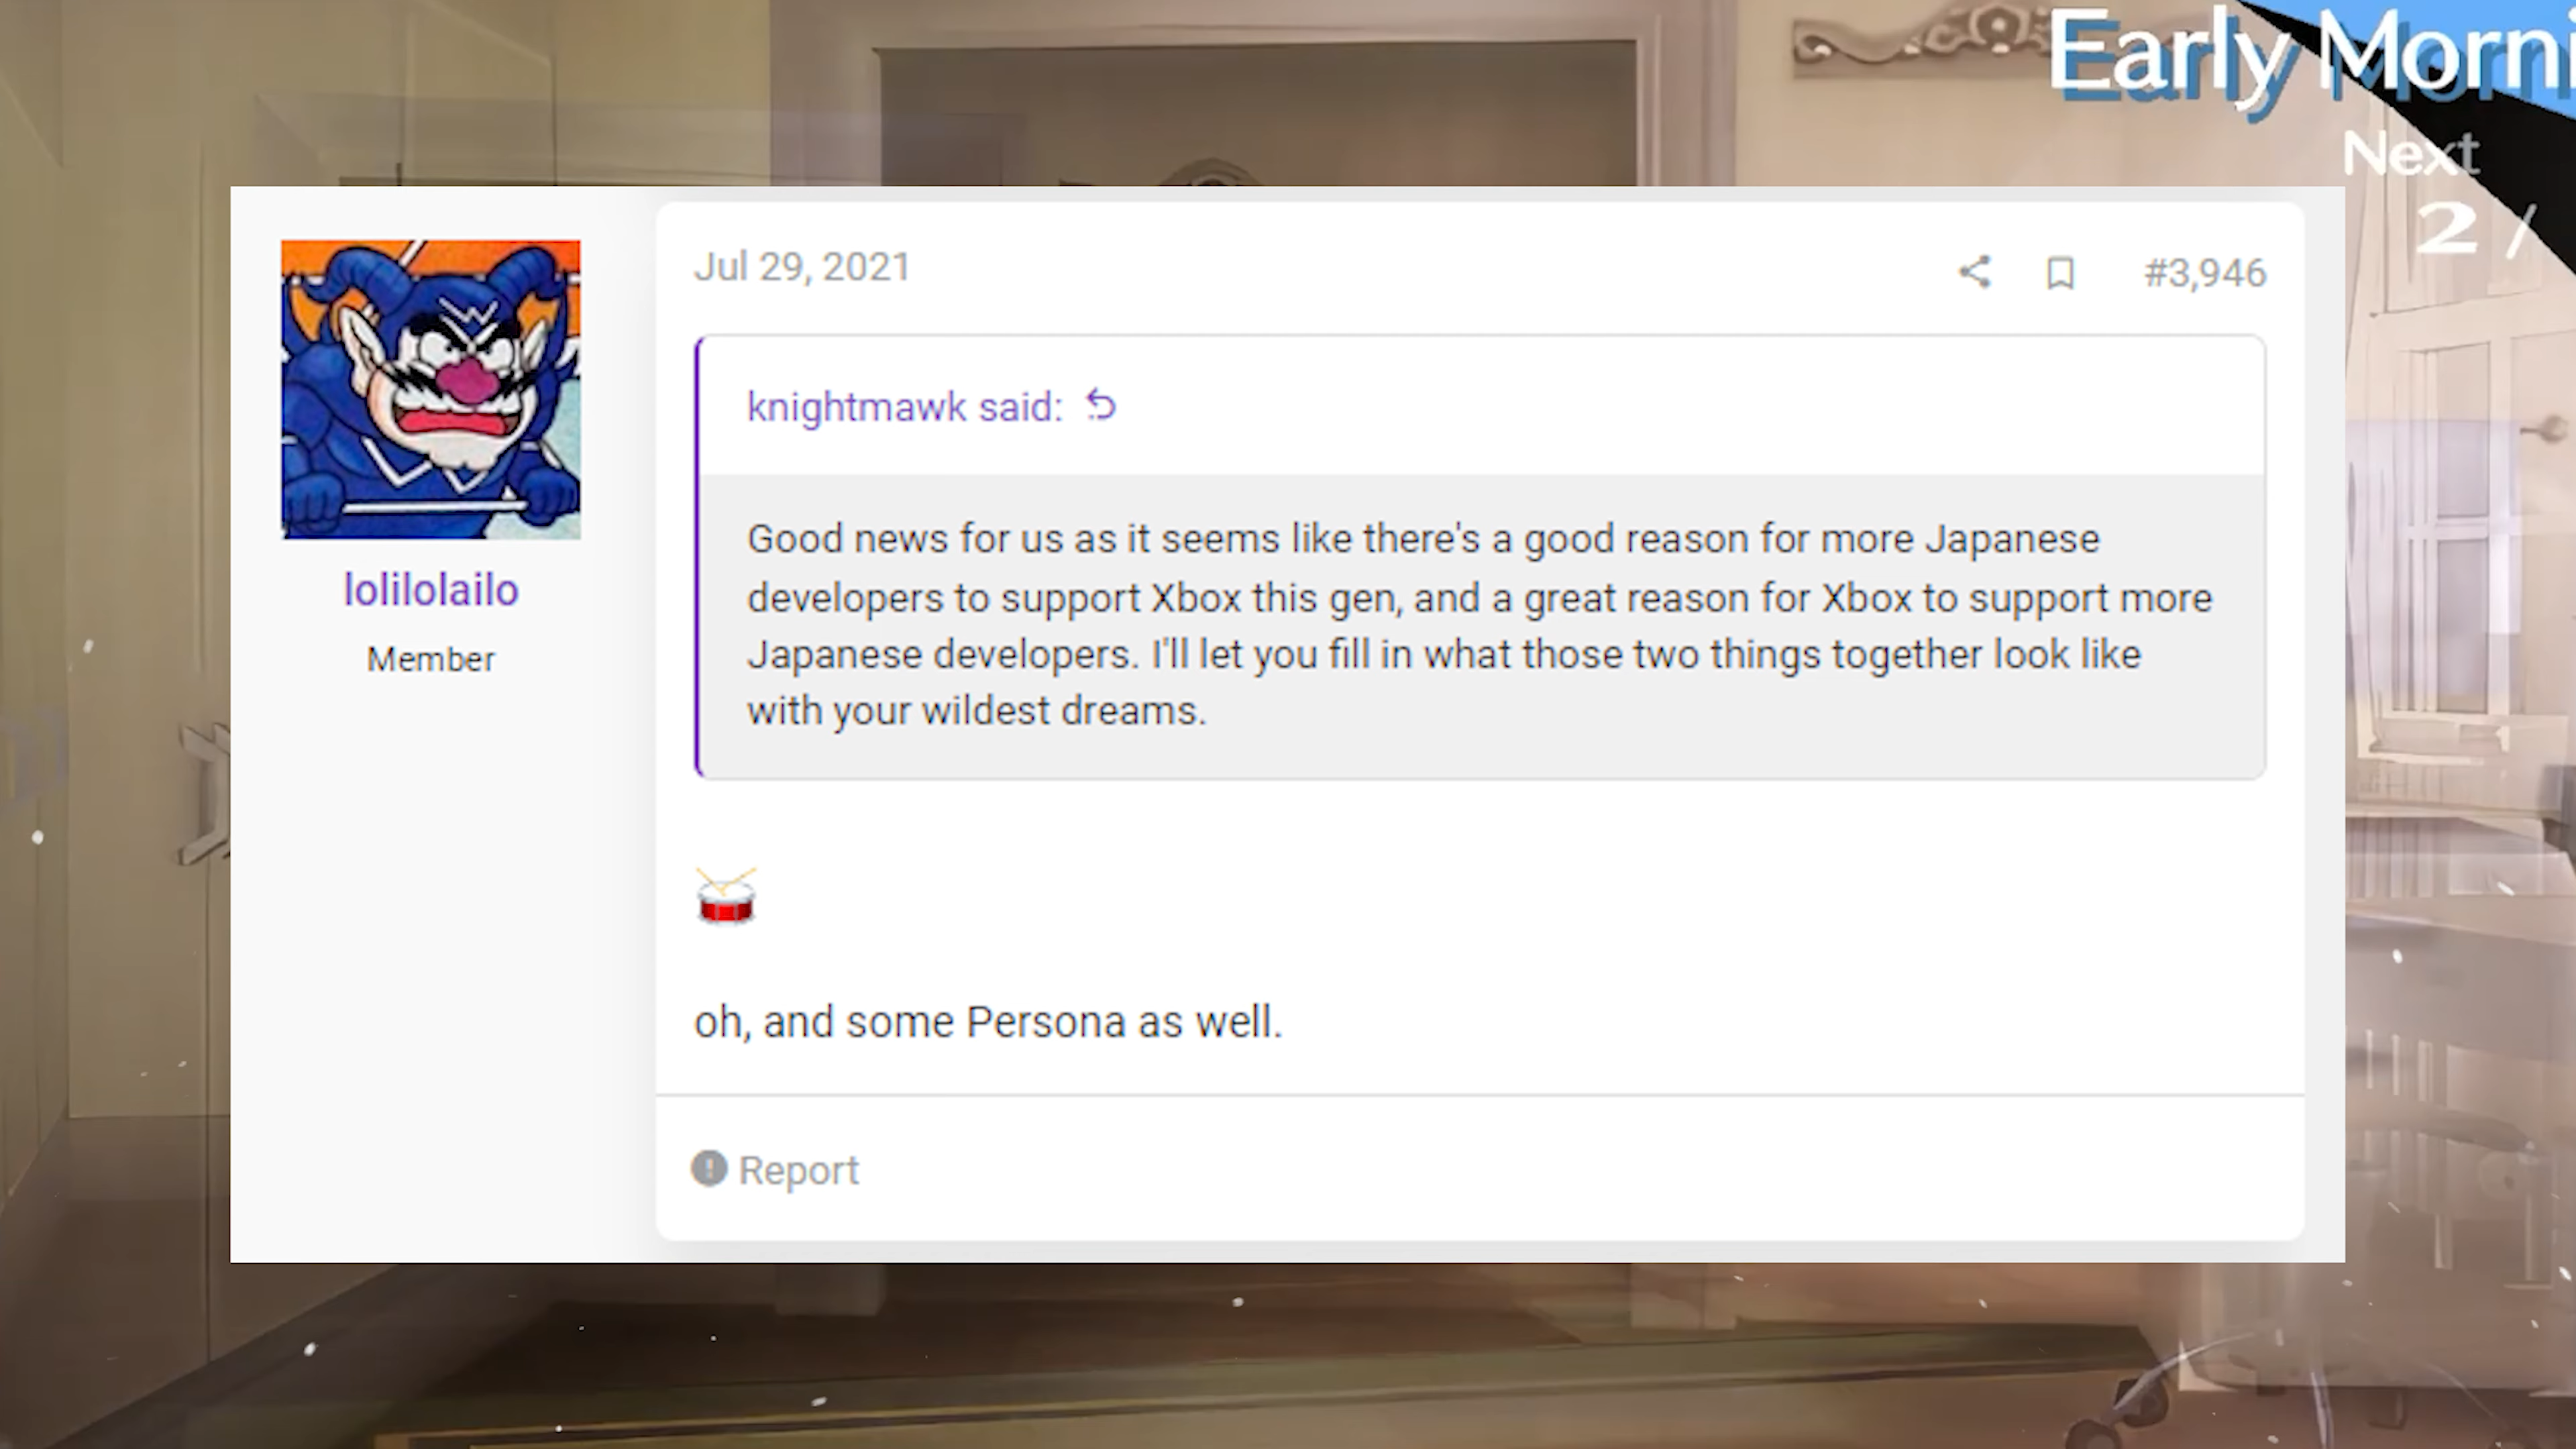 Early Morni
Next
2 /
Jul 29, 2021
#3,946
lolilolailo
Member
knightmawk said:
Good news for us as it seems like there's a good reason for more Japanese
developers to support Xbox this gen, and a great reason for Xbox to support more
Japanese developers. I'll let you fill in what those two things together look like
with your wildest dreams.
oh, and some Persona as well.
Report